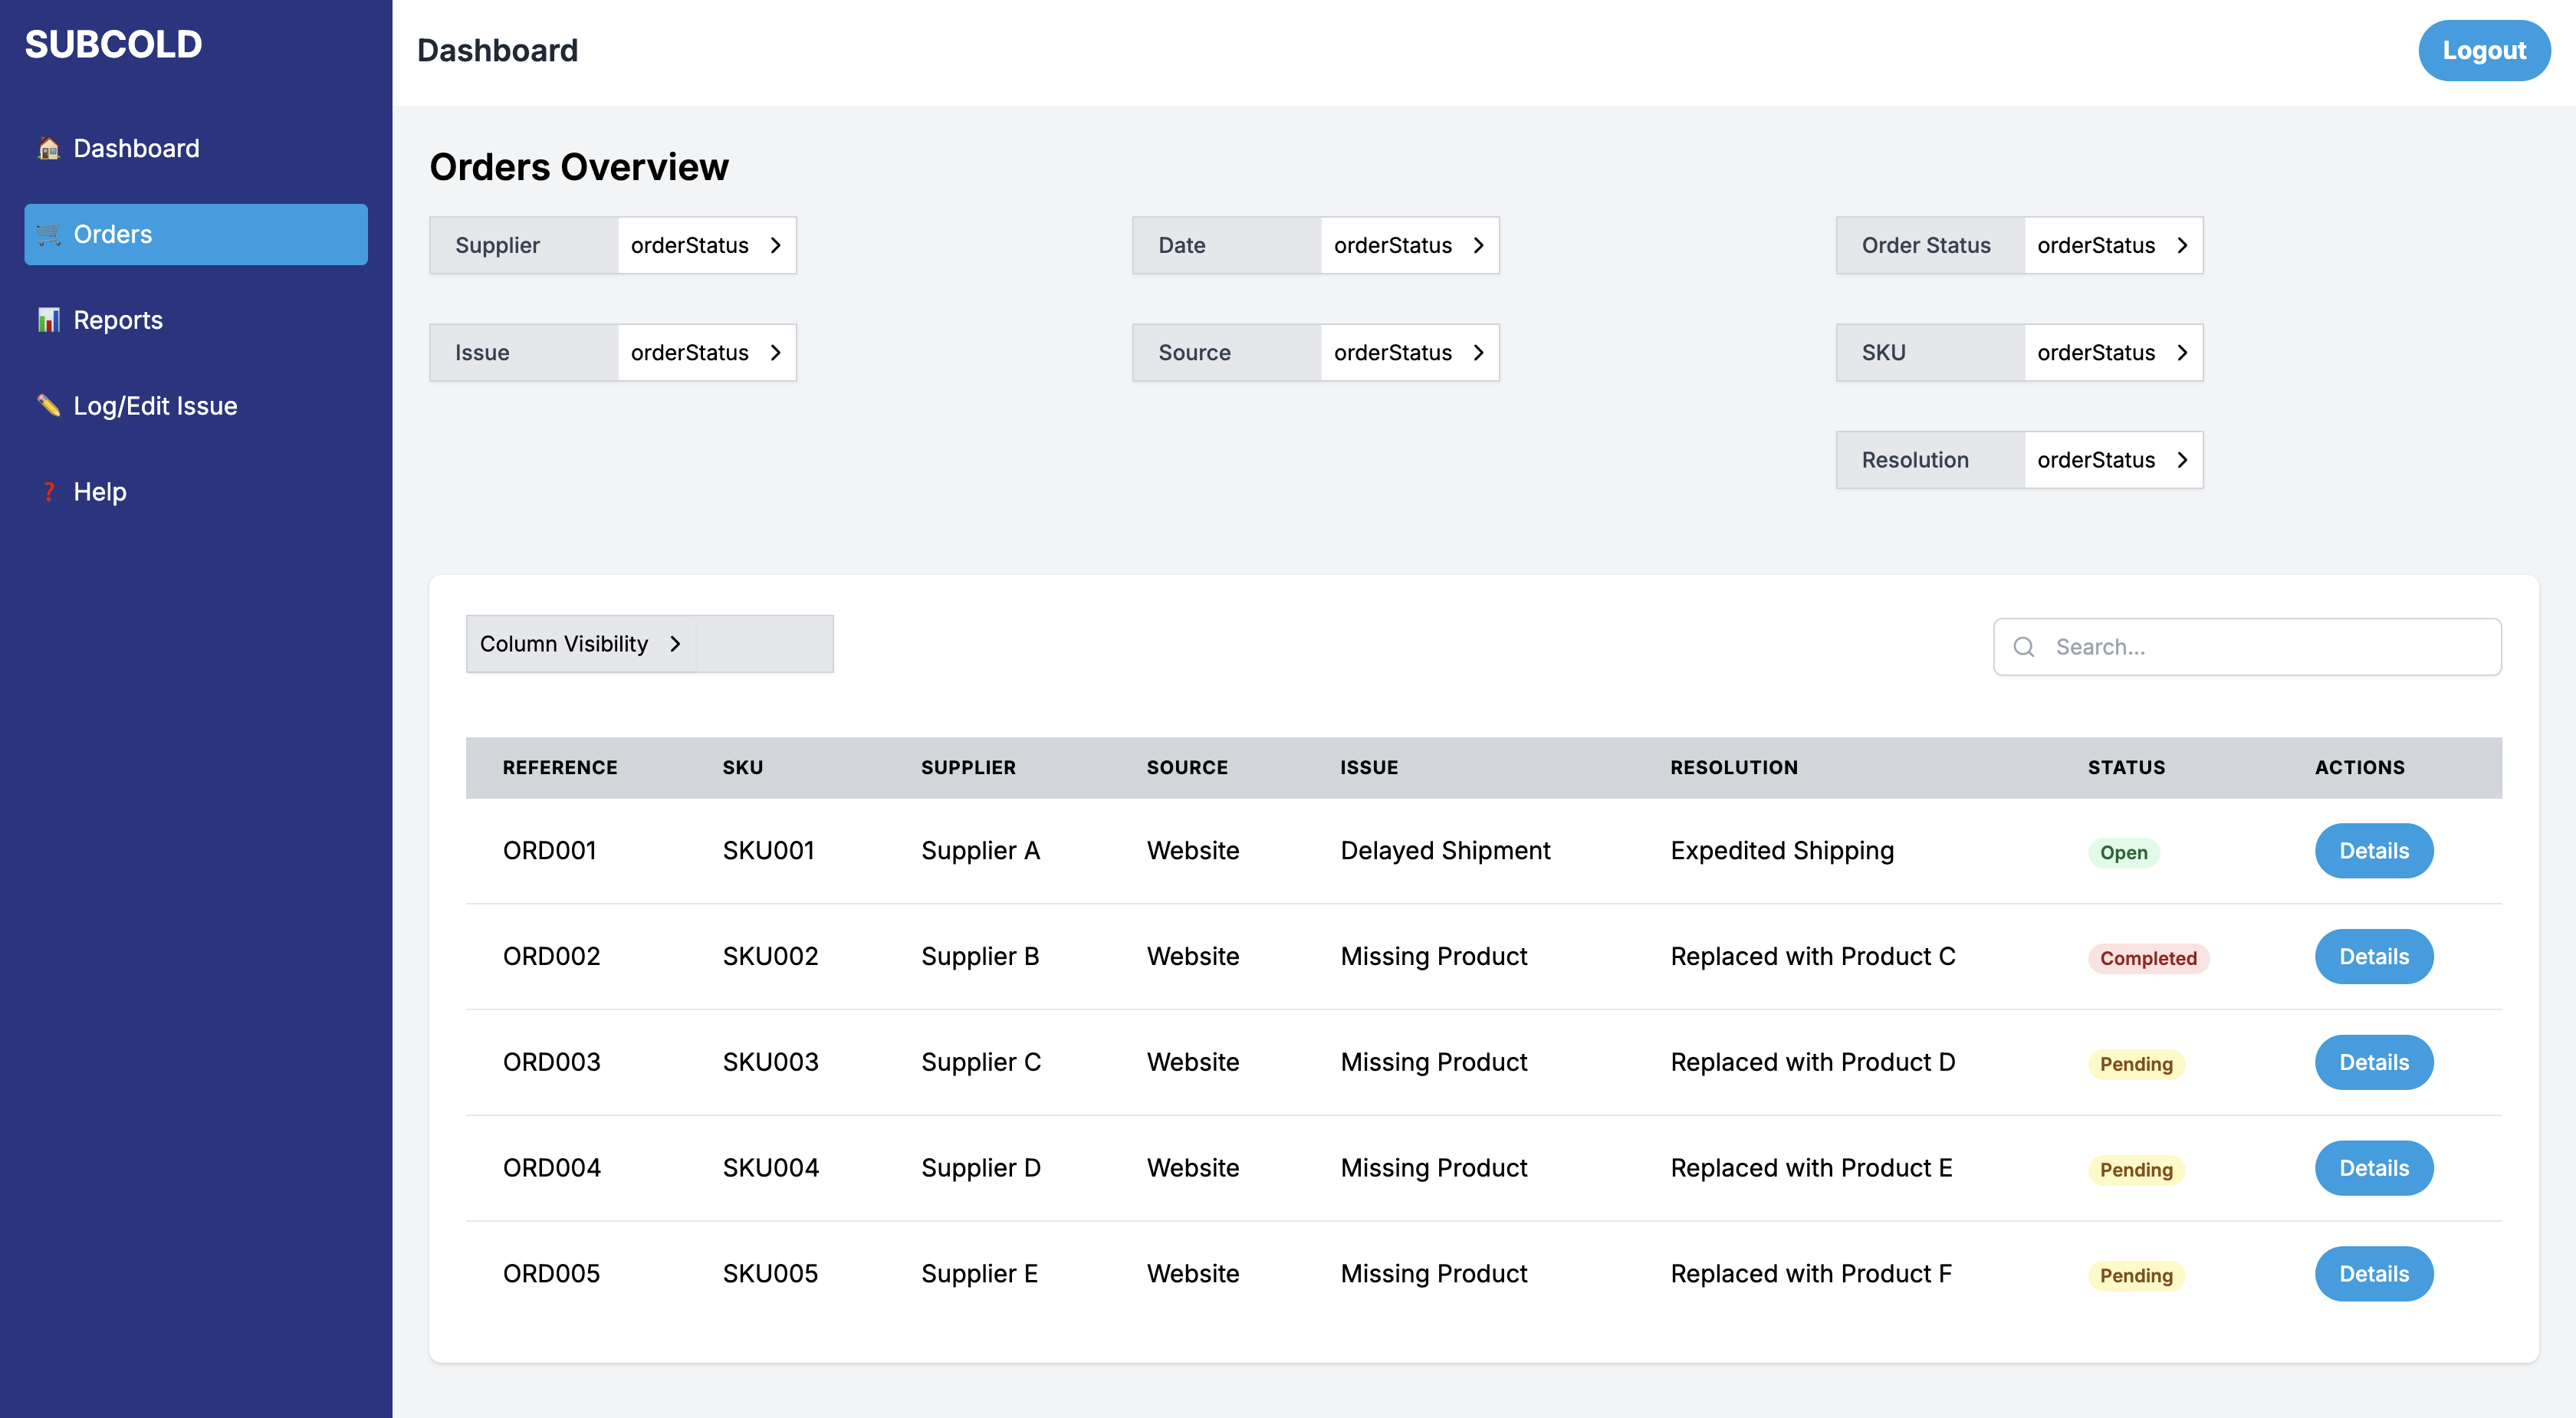 SUBCOLD
Dashboard
Orders
Reports
Log/Edit Issue
Help
Dashboard
Logout
Orders Overview
Supplier orderStatus
Date orderStatus
Order Status orderStatus
Issue orderStatus
Source orderStatus
SKU orderStatus
Resolution orderStatus
Column Visibility
Search...
REFERENCE SKU SUPPLIER SOURCE ISSUE RESOLUTION STATUS ACTIONS
ORD001 SKU001 Supplier A Website Delayed Shipment Expedited Shipping Open Details
ORD002 SKU002 Supplier B Website Missing Product Replaced with Product C Completed Details
ORD003 SKU003 Supplier C Website Missing Product Replaced with Product D Pending Details
ORD004 SKU004 Supplier D Website Missing Product Replaced with Product E Pending Details
ORD005 SKU005 Supplier E Website Missing Product Replaced with Product F Pending Details